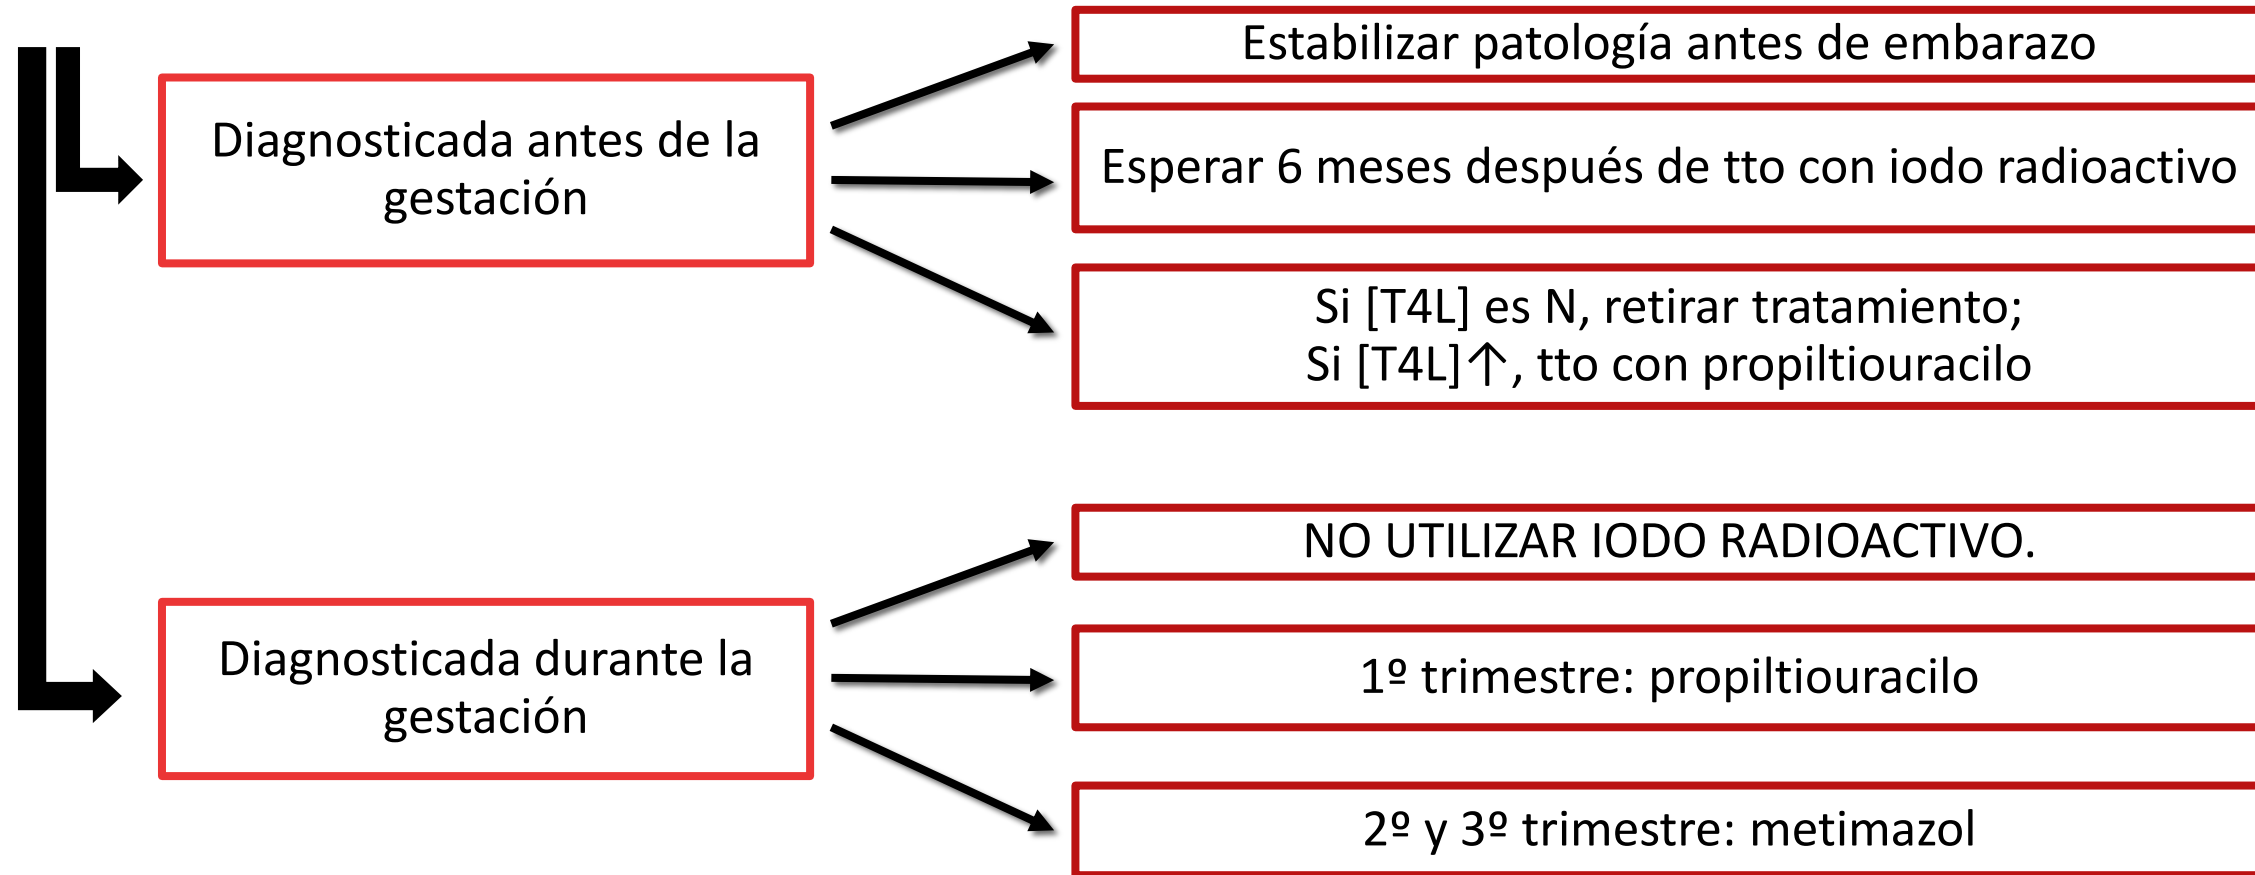 Diagnosticada antes de la
gestación
Estabilizar patología antes de embarazo
Esperar 6 meses después de tto con iodo radioactivo
Si [T4L] es N, retirar tratamiento;
Si [T4L]↑, tto con propiltiouracilo
Diagnosticada durante la
gestación
NO UTILIZAR IODO RADIOACTIVO.
1º trimestre: propiltiouracilo
2º y 3º trimestre: metimazol